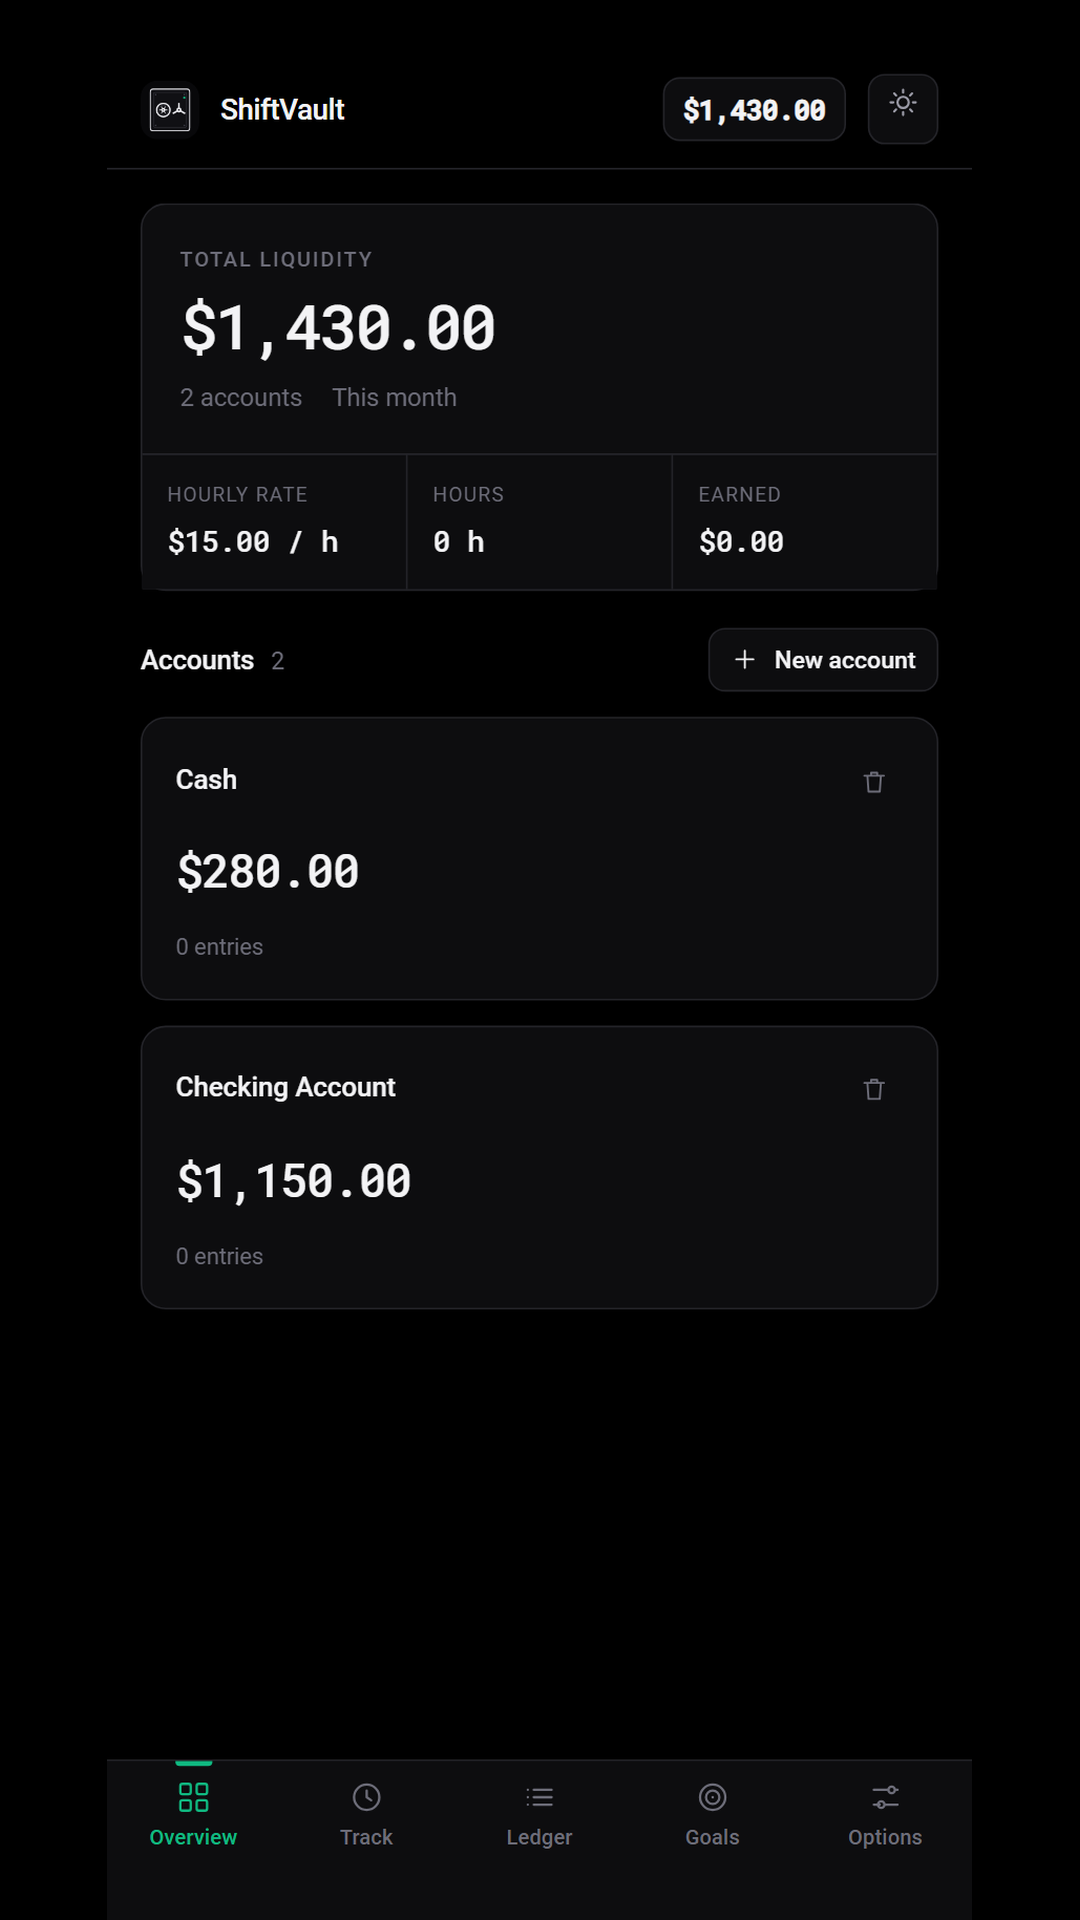 ShiftVault
$1,430.00
TOTAL LIQUIDITY
$1,430.00
2 accounts This month
HOURLY RATE
$15.00 / h
HOURS
0 h
EARNED
$0.00
Accounts 2
New account
Cash
$280.00
0 entries
Checking Account
$1,150.00
0 entries
Overview
Track
Ledger
Goals
Options